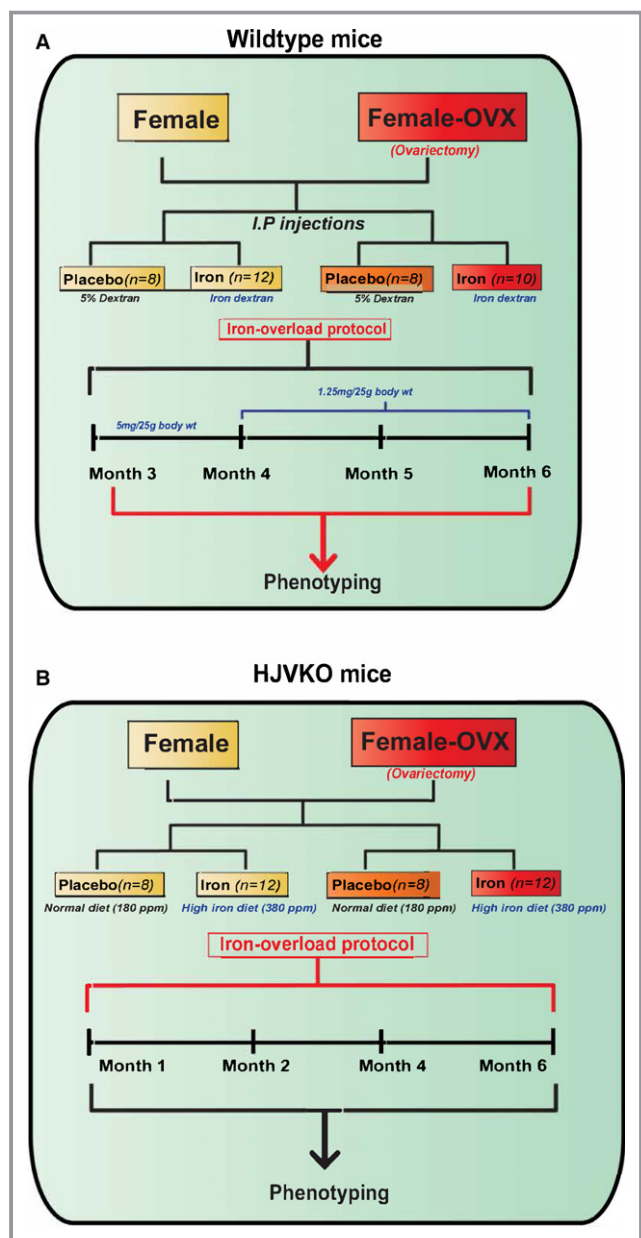 A
Wildtype mice
Female
Female-OVX
(Ovariectomy)
I.P injections
Placebo(n=8)
Iron (n=12)
Placebo(n=8)
Iron (n=10)
5% Dextran
Iron dextran
5% Dextran
Iron dextran
Iron-overload protocol
1.25mg/25g body wt
5mg/25g body wt
Month 3
Month 4
Month 5
Month 6
Phenotyping
B
HJVKO mice
Female
Female-OVX
(Ovariectomy)
Placebo(n=8)
Iron (n=12)
Placebo(n=8)
Iron (n=12)
Normal diet (180 ppm)
High iron diet (380 ppm)
Normal diet (180 ppm)
High iron diet (380 ppm)
Iron-overload protocol
Month 1
Month 2
Month 4
Month 6
Phenotyping